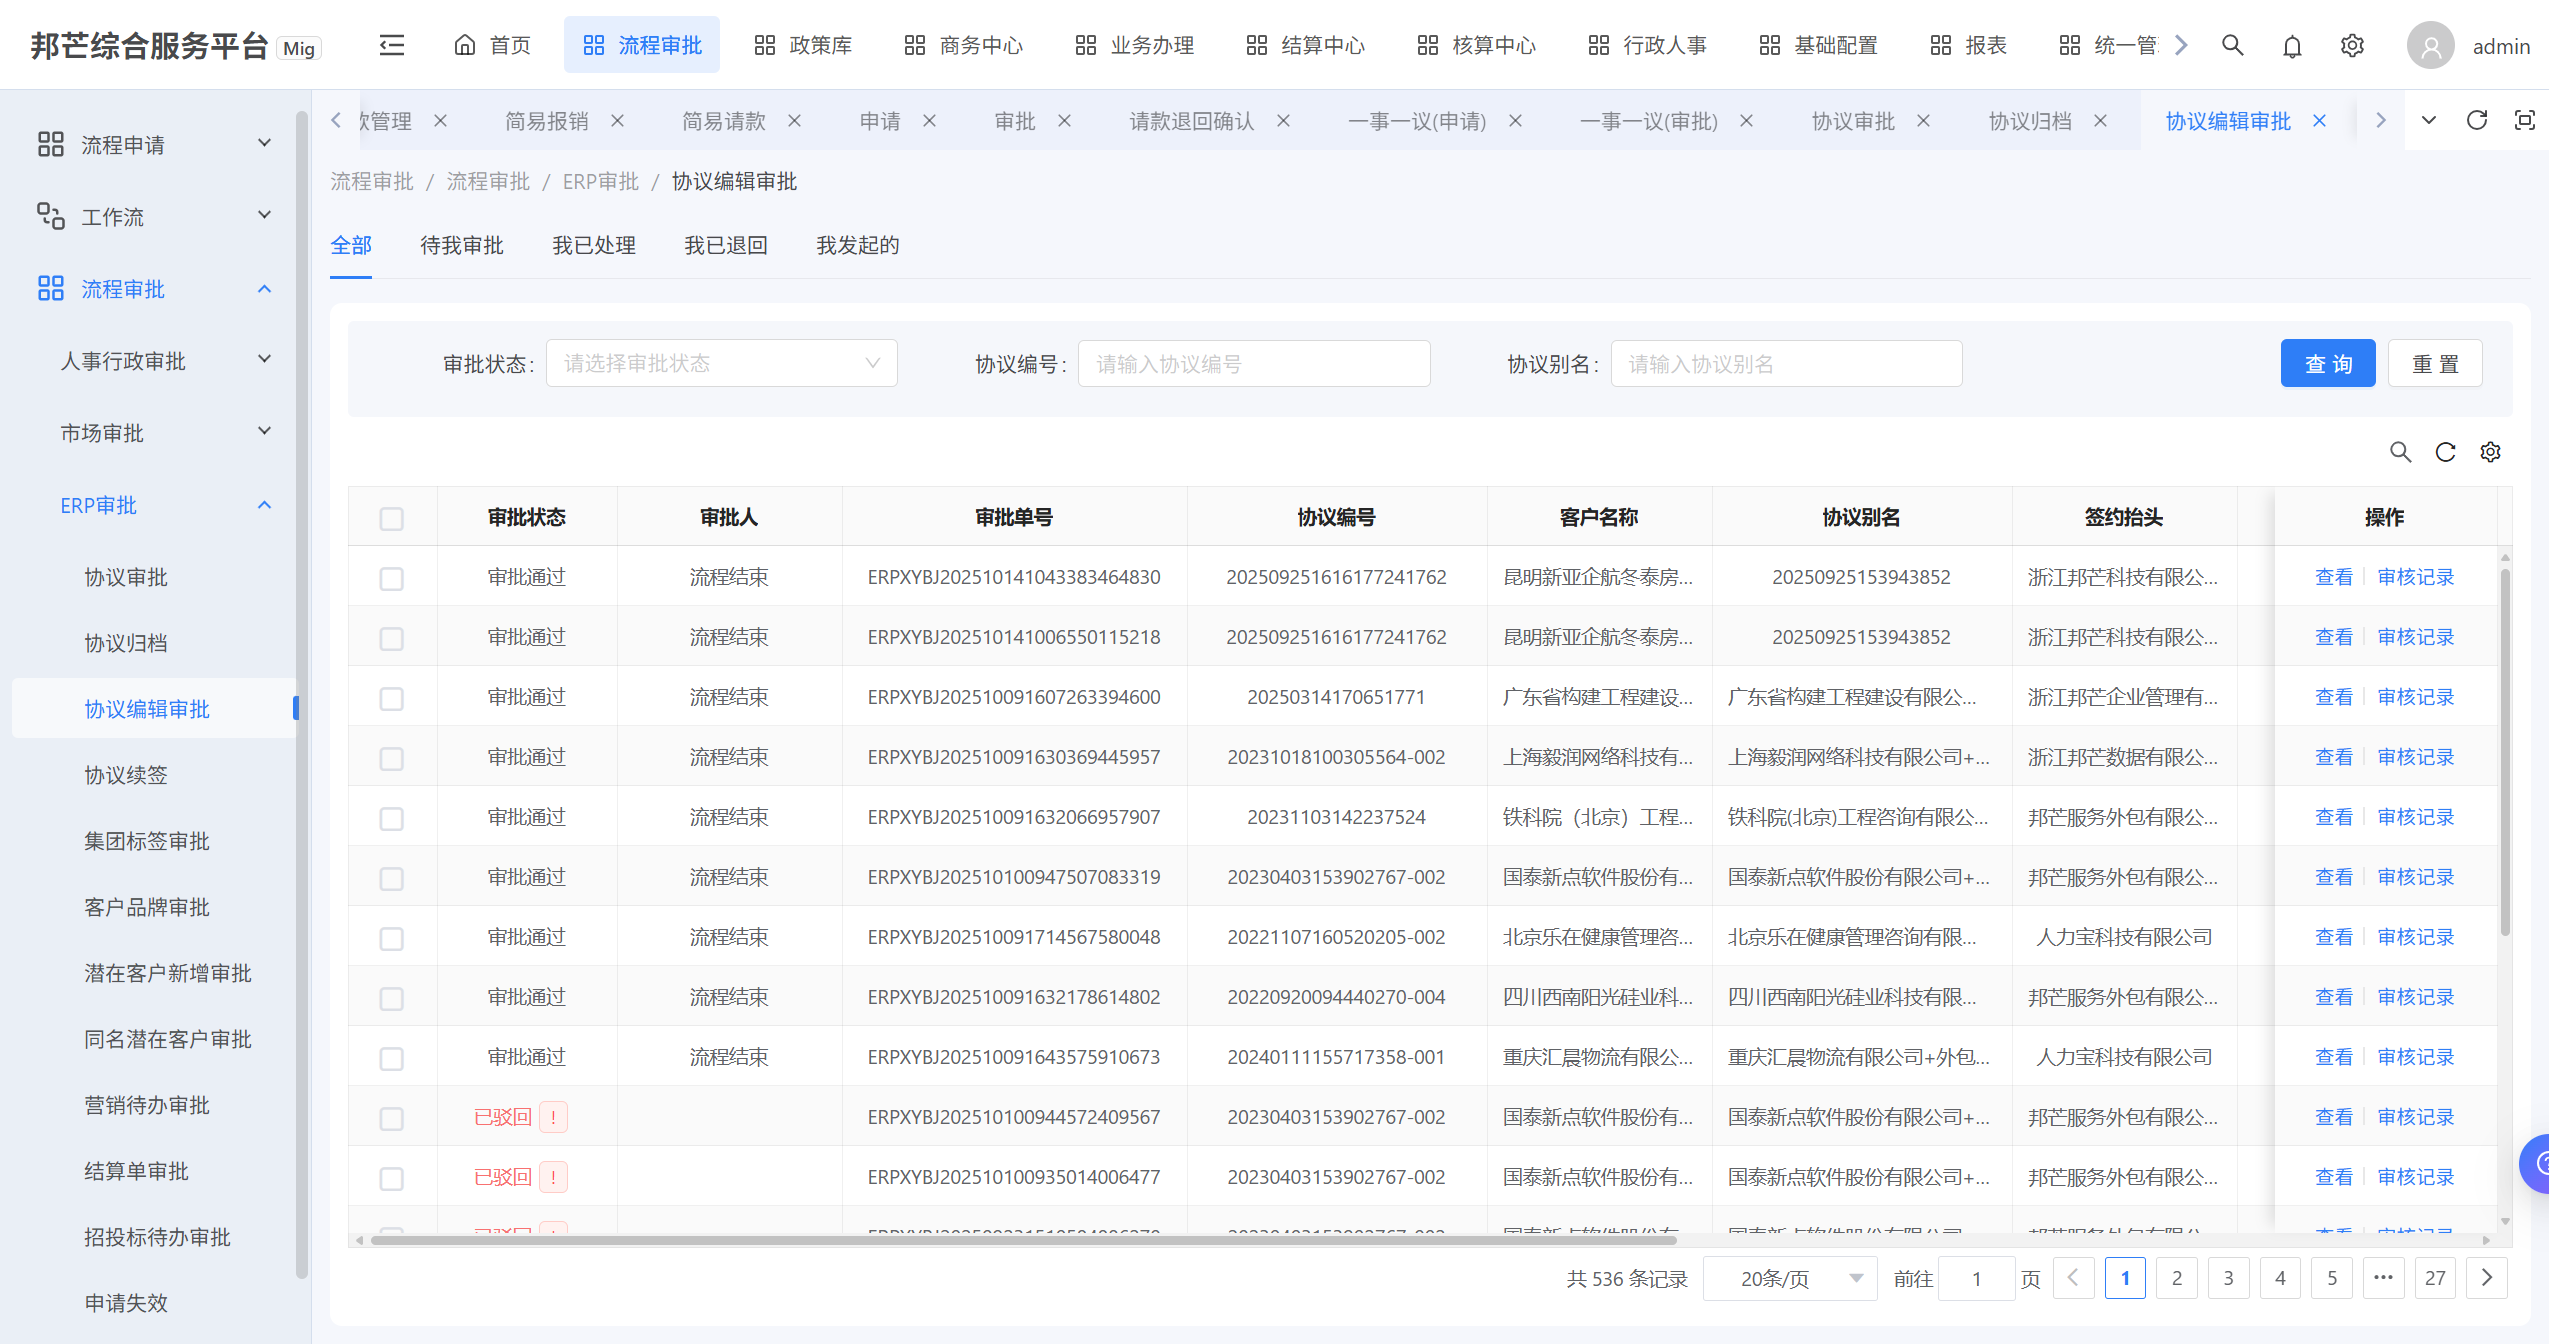 邦芒综合服务平台 Mig 首页 流程审批 政策库 商务中心 业务办理 结算中心 核算中心 行政人事 基础配置 报表 统一管 admin
管理 简易报销 简易请款 申请 审批 请款退回确认 一事一议(申请) 一事一议(审批) 协议审批 协议归档 协议编辑审批
流程申请
工作流
流程审批
人事行政审批
市场审批
ERP审批
协议审批
协议归档
协议编辑审批
协议续签
集团标签审批
客户品牌审批
潜在客户新增审批
同名潜在客户审批
营销待办审批
结算单审批
招投标待办审批
申请失效
流程审批 / 流程审批 / ERP审批 / 协议编辑审批
全部 待我审批 我已处理 我已退回 我发起的
审批状态: 请选择审批状态 协议编号: 请输入协议编号 协议别名: 请输入协议别名 查 询 重 置
审批状态 审批人 审批单号 协议编号 客户名称 协议别名 签约抬头 操作
审批通过 流程结束 ERPXYBJ202510141043383464830 202509251616177241762 昆明新亚企航冬泰房... 20250925153943852 浙江邦芒科技有限公... 查看 审核记录
审批通过 流程结束 ERPXYBJ202510141006550115218 202509251616177241762 昆明新亚企航冬泰房... 20250925153943852 浙江邦芒科技有限公... 查看 审核记录
审批通过 流程结束 ERPXYBJ202510091607263394600 20250314170651771 广东省构建工程建设... 广东省构建工程建设有限公... 浙江邦芒企业管理有... 查看 审核记录
审批通过 流程结束 ERPXYBJ202510091630369445957 20231018100305564-002 上海毅润网络科技有... 上海毅润网络科技有限公司+... 浙江邦芒数据有限公... 查看 审核记录
审批通过 流程结束 ERPXYBJ202510091632066957907 20231103142237524 铁科院（北京）工程... 铁科院(北京)工程咨询有限公... 邦芒服务外包有限公... 查看 审核记录
审批通过 流程结束 ERPXYBJ202510100947507083319 20230403153902767-002 国泰新点软件股份有... 国泰新点软件股份有限公司+... 邦芒服务外包有限公... 查看 审核记录
审批通过 流程结束 ERPXYBJ202510091714567580048 20221107160520205-002 北京乐在健康管理咨... 北京乐在健康管理咨询有限... 人力宝科技有限公司 查看 审核记录
审批通过 流程结束 ERPXYBJ202510091632178614802 20220920094440270-004 四川西南阳光硅业科... 四川西南阳光硅业科技有限... 邦芒服务外包有限公... 查看 审核记录
审批通过 流程结束 ERPXYBJ202510091643575910673 20240111155717358-001 重庆汇晨物流有限公... 重庆汇晨物流有限公司+外包... 人力宝科技有限公司 查看 审核记录
已驳回 ! ERPXYBJ202510100944572409567 20230403153902767-002 国泰新点软件股份有... 国泰新点软件股份有限公司+... 邦芒服务外包有限公... 查看 审核记录
已驳回 ! ERPXYBJ202510100935014006477 20230403153902767-002 国泰新点软件股份有... 国泰新点软件股份有限公司+... 邦芒服务外包有限公... 查看 审核记录
共 536 条记录 20条/页 前往 1 页 1 2 3 4 5 ••• 27